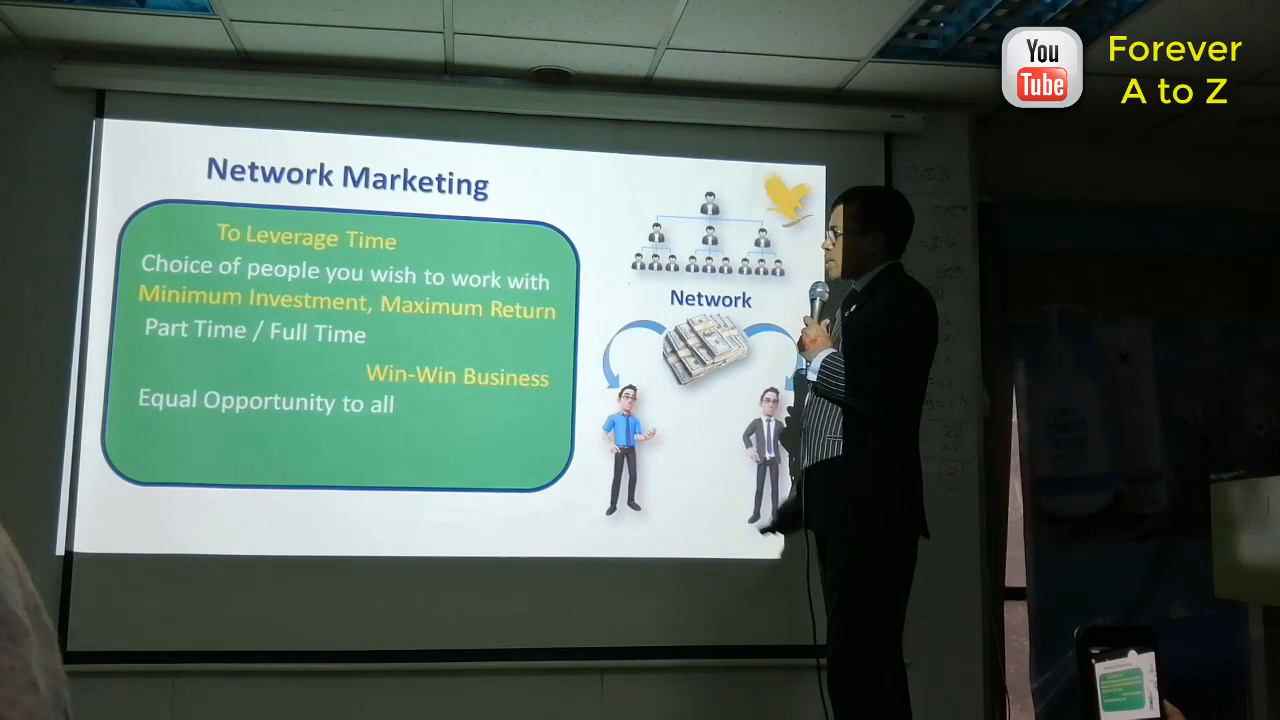 You
Tube
Forever
A to Z
Network Marketing
To Leverage Time
Choice of people you wish to work with
Minimum Investment, Maximum Return
Part Time / Full Time
Win-Win Business
Equal Opportunity to all
Network